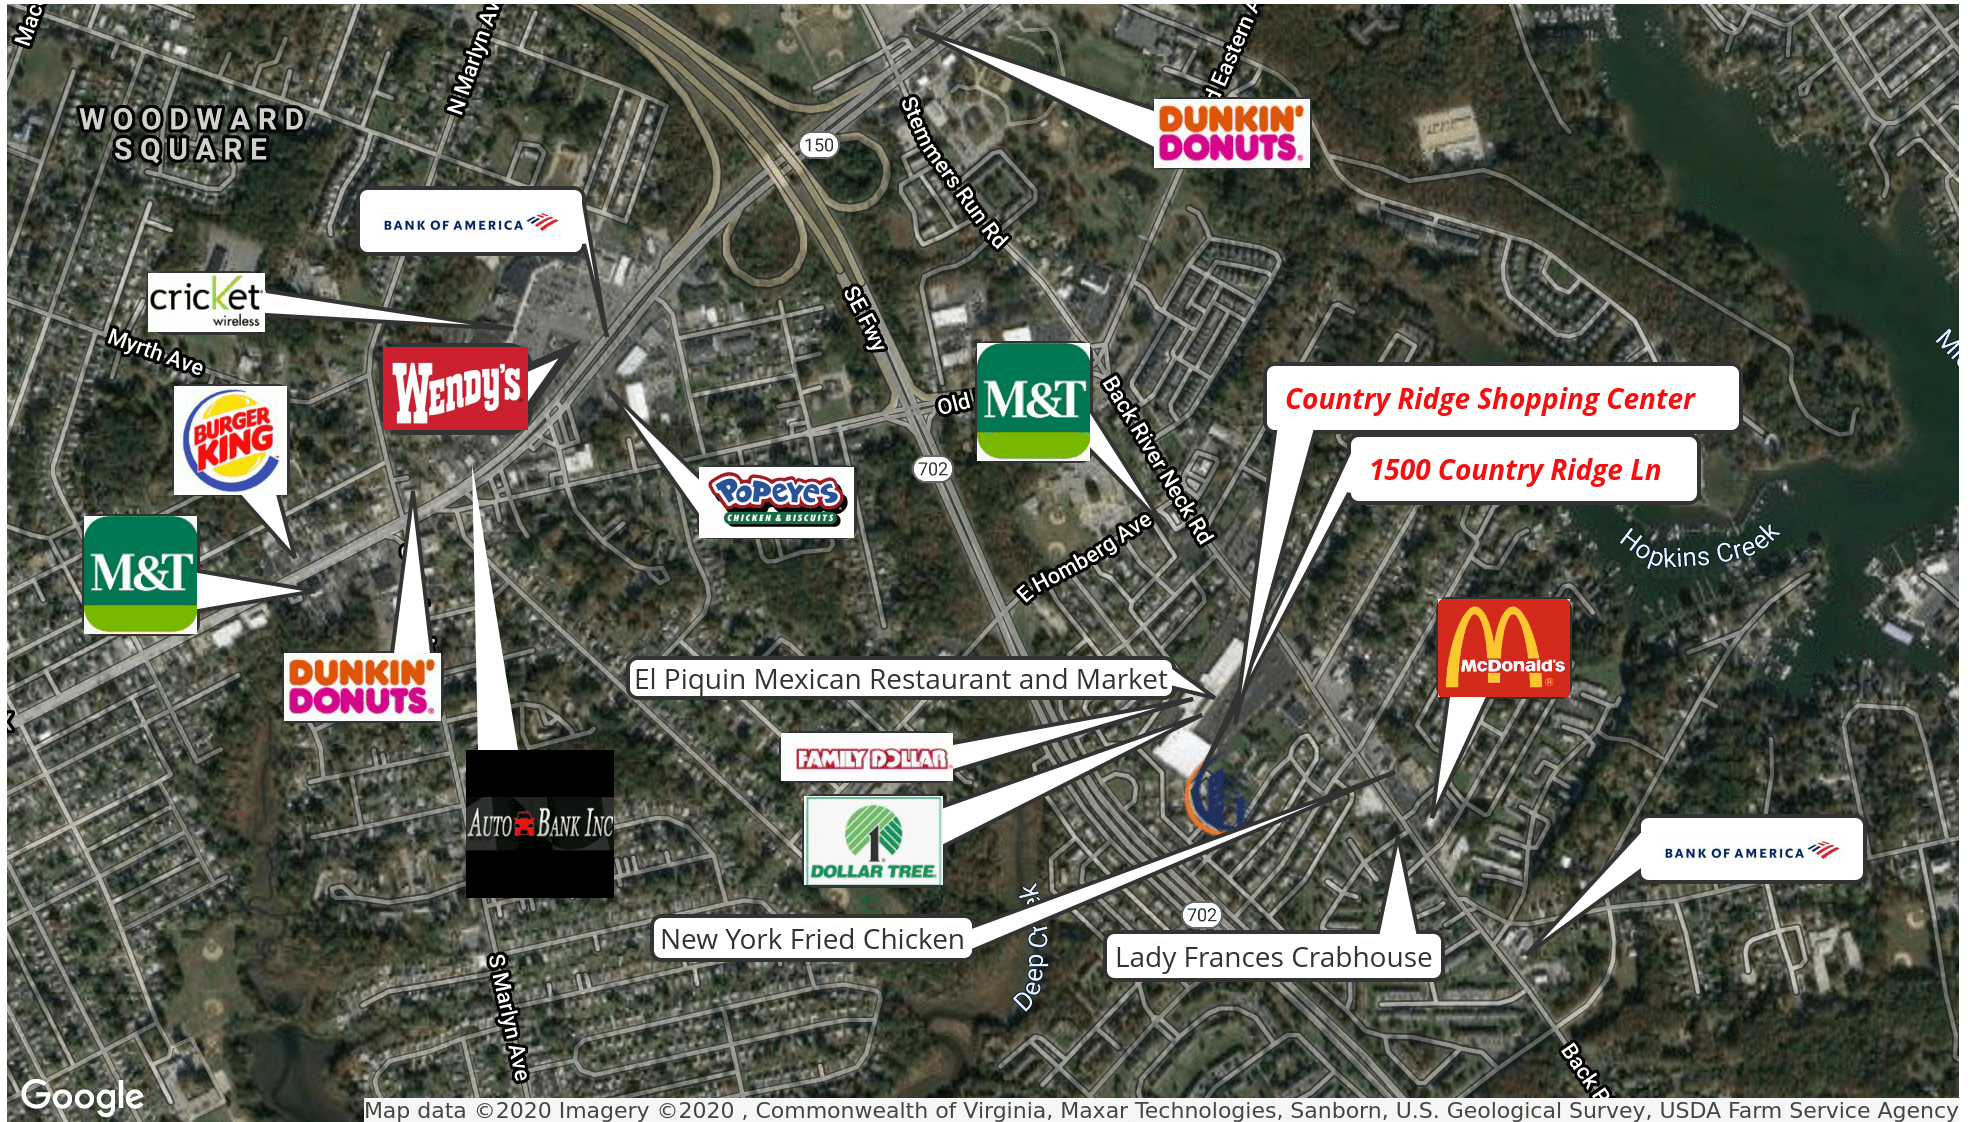 N Marlyn Av
WOODWARD
SQUARE
150
Stemmers Run Rd
d Eastern A
DUNKIN'
DONUTS.
BANK OF AMERICA
cricket
wireless
Myrth Ave
SE Fwy
WENDY'S
BURGER
KING
Old
M&T
Back River Neck Rd
Country Ridge Shopping Center
1500 Country Ridge Ln
702
POPEYES
CHICKEN & BISCUITS
M&T
E Homberg Ave
Hopkins Creek
McDonald's
DUNKIN'
DONUTS.
El Piquin Mexican Restaurant and Market
FAMILY DOLLAR
AUTO BANK INC
1
DOLLAR TREE
BANK OF AMERICA
702
New York Fried Chicken
Lady Frances Crabhouse
Deep Cr k
S Marlyn Ave
Back R
Google
Map data ©2020 Imagery ©2020 , Commonwealth of Virginia, Maxar Technologies, Sanborn, U.S. Geological Survey, USDA Farm Service Agency